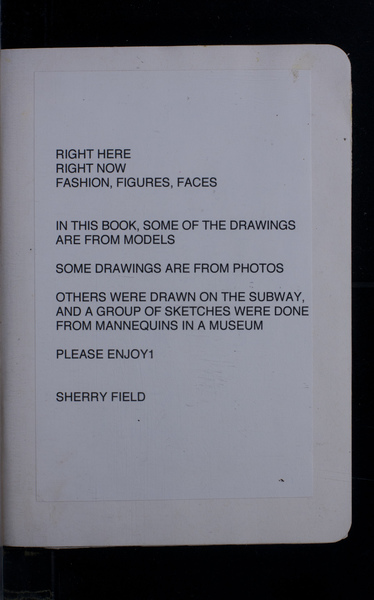 RIGHT HERE
RIGHT NOW
FASHION, FIGURES, FACES
IN THIS BOOK, SOME OF THE DRAWINGS
ARE FROM MODELS
SOME DRAWINGS ARE FROM PHOTOS
OTHERS WERE DRAWN ON THE SUBWAY,
AND A GROUP OF SKETCHES WERE DONE
FROM MANNEQUINS IN A MUSEUM
PLEASE ENJOY1
SHERRY FIELD